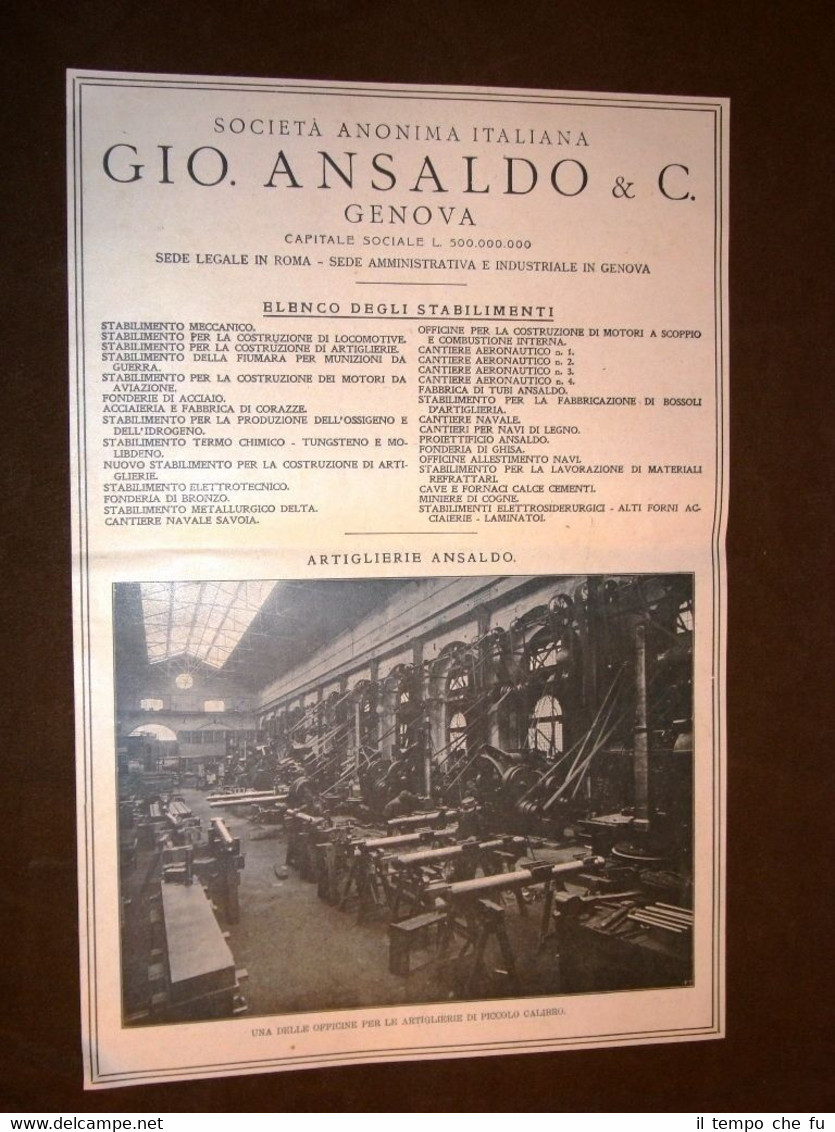 SOCIETÀ ANONIMA ITALIANA
GIO. ANSALDO & C.
GENOVA
CAPITALE SOCIALE L. 500.000.000
SEDE LEGALE IN ROMA - SEDE AMMINISTRATIVA E INDUSTRIALE IN GENOVA
ELENCO DEGLI STABILIMENTI
STABILIMENTO MECCANICO.
STABILIMENTO PER LA COSTRUZIONE DI LOCOMOTIVE.
STABILIMENTO PER LA COSTRUZIONE DI ARTIGLIERIE.
STABILIMENTO DELLA FIUMARA PER MUNIZIONI DA
GUERRA.
STABILIMENTO PER LA COSTRUZIONE DEI MOTORI DA
AVIAZIONE.
FONDERIE DI ACCIAIO.
ACCIAIERIA E FABBRICA DI CORAZZE.
STABILIMENTO PER LA PRODUZIONE DELL'OSSIGENO E
DELL'IDROGENO.
STABILIMENTO TERMO CHIMICO - TUNGSTENO E MO-
LIBDENO.
NUOVO STABILIMENTO PER LA COSTRUZIONE DI ARTI-
GLIERIE.
STABILIMENTO ELETTROTECNICO.
FONDERIA DI BRONZO.
STABILIMENTO METALLURGICO DELTA.
CANTIERE NAVALE SAVOIA.
OFFICINE PER LA COSTRUZIONE DI MOTORI A SCOPPIO
E COMBUSTIONE INTERNA.
CANTIERE AERONAUTICO n. 1.
CANTIERE AERONAUTICO n. 2.
CANTIERE AERONAUTICO n. 3.
CANTIERE AERONAUTICO n. 4.
FABBRICA DI TUBI ANSALDO.
STABILIMENTO PER LA FABBRICAZIONE DI BOSSOLI
D'ARTIGLIERIA.
CANTIERE NAVALE.
CANTIERI PER NAVI DI LEGNO.
PROIETTIFICIO ANSALDO.
FONDERIA DI GHISA.
OFFICINE ALLESTIMENTO NAVI.
STABILIMENTO PER LA LAVORAZIONE DI MATERIALI
REFRATTARI.
CAVE E FORNACI CALCE CEMENTI.
MINIERE DI COGNE.
STABILIMENTI ELETTROSIDERURGICI - ALTI FORNI AC-
CIAIERIE - LAMINATOI.
ARTIGLIERIE ANSALDO.
UNA DELLE OFFICINE PER LE ARTIGLIERIE DI PICCOLO CALIBRO.
www.delcampe.net
il tempo che fu